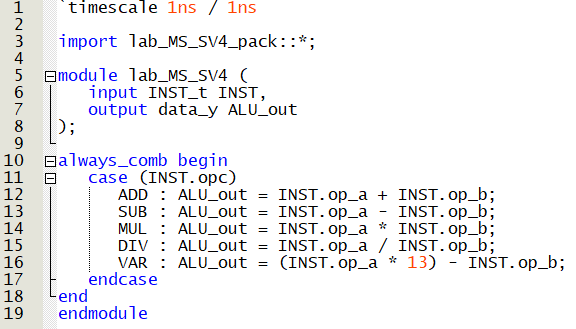 1 `timescale 1ns / 1ns
2
3 import lab_MS_SV4_pack::*;
4
5 module lab_MS_SV4 (
6 input INST_t INST,
7 output data_y ALU_out
8 );
9
10 always_comb begin
11 case (INST.opc)
12 ADD : ALU_out = INST.op_a + INST.op_b;
13 SUB : ALU_out = INST.op_a - INST.op_b;
14 MUL : ALU_out = INST.op_a * INST.op_b;
15 DIV : ALU_out = INST.op_a / INST.op_b;
16 VAR : ALU_out = (INST.op_a * 13) - INST.op_b;
17 endcase
18 end
19 endmodule